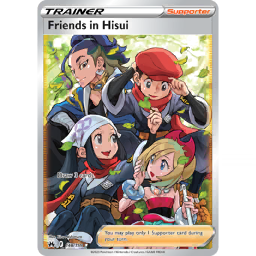 TRAINER
Supporter
Friends in Hisui
Draw 3 cards.
You may play only 1 Supporter card during
your turn.